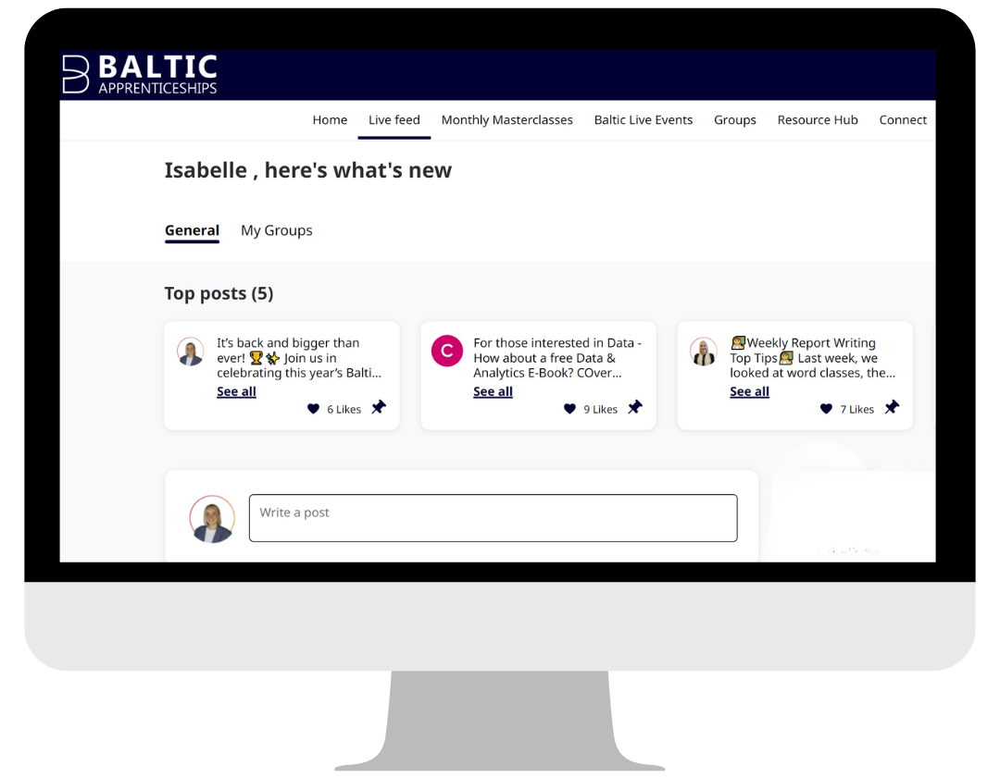 BALTIC
APPRENTICESHIPS
Home Live feed Monthly Masterclasses Baltic Live Events Groups Resource Hub Connect
Isabelle , here's what's new
General My Groups
Top posts (5)
It's back and bigger than
ever! 🏆✨ Join us in
celebrating this year's Balti...
See all
6 Likes
C
For those interested in Data -
How about a free Data &
Analytics E-Book? COver...
See all
9 Likes
👩‍🏫Weekly Report Writing
Top Tips👩‍🏫 Last week, we
looked at word classes, the...
See all
7 Likes
Write a post